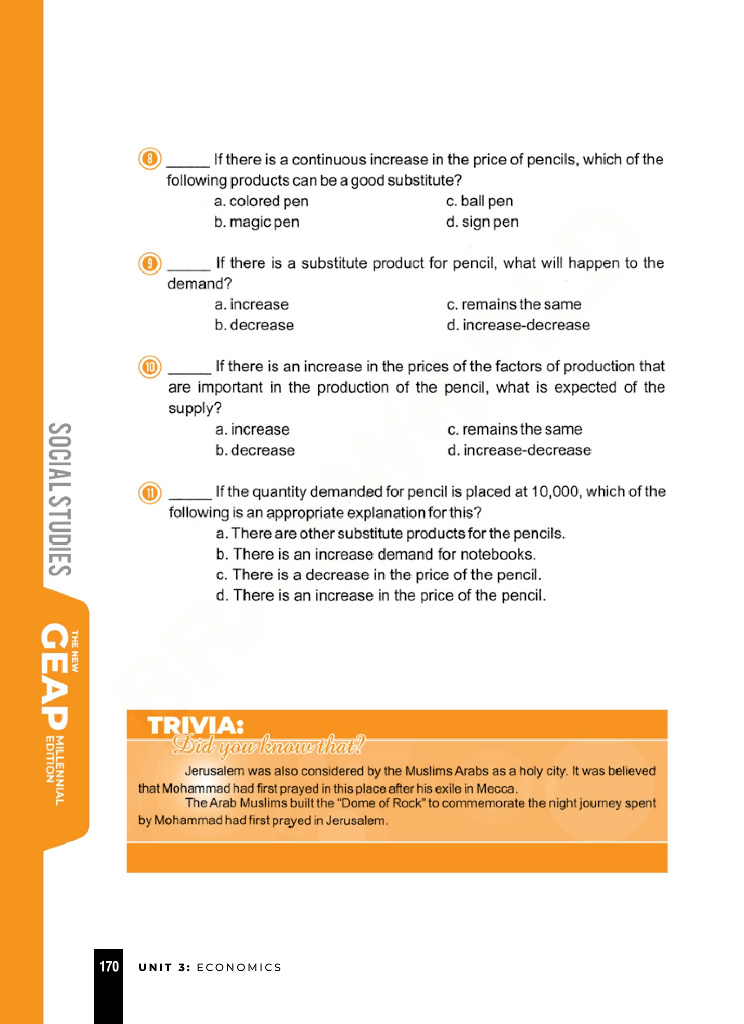 8 _____ If there is a continuous increase in the price of pencils, which of the
following products can be a good substitute?
a. colored pen c. ball pen
b. magic pen d. sign pen
9 _____ If there is a substitute product for pencil, what will happen to the
demand?
a. increase c. remains the same
b. decrease d. increase-decrease
10 _____ If there is an increase in the prices of the factors of production that
are important in the production of the pencil, what is expected of the
supply?
a. increase c. remains the same
b. decrease d. increase-decrease
11 _____ If the quantity demanded for pencil is placed at 10,000, which of the
following is an appropriate explanation for this?
a. There are other substitute products for the pencils.
b. There is an increase demand for notebooks.
c. There is a decrease in the price of the pencil.
d. There is an increase in the price of the pencil.
SOCIAL STUDIES
THE NEW
GEAP
MILLENNIAL
EDITION
TRIVIA:
Did you know that?
Jerusalem was also considered by the Muslims Arabs as a holy city. It was believed
that Mohammad had first prayed in this place after his exile in Mecca.
The Arab Muslims built the "Dome of Rock" to commemorate the night journey spent
by Mohammad had first prayed in Jerusalem.
170 UNIT 3: ECONOMICS